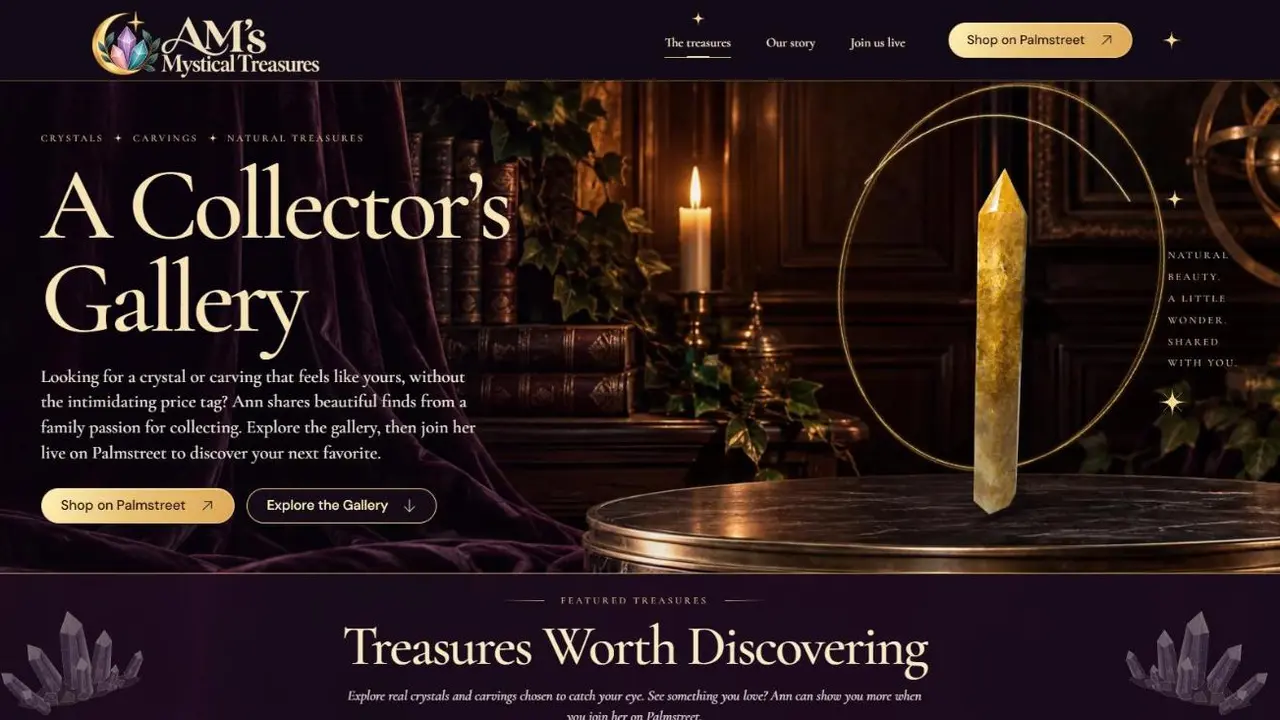 AM's
Mystical Treasures
The treasures
Our story
Join us live
Shop on Palmstreet
CRYSTALS ✦ CARVINGS ✦ NATURAL TREASURES
A Collector's
Gallery
Looking for a crystal or carving that feels like yours, without
the intimidating price tag? Ann shares beautiful finds from a
family passion for collecting. Explore the gallery, then join her
live on Palmstreet to discover your next favorite.
Shop on Palmstreet
Explore the Gallery
NATURAL
BEAUTY.
A LITTLE
WONDER.
SHARED
WITH YOU.
FEATURED TREASURES
Treasures Worth Discovering
Explore real crystals and carvings chosen to catch your eye. See something you love? Ann can show you more when
you join her on Palmstreet.